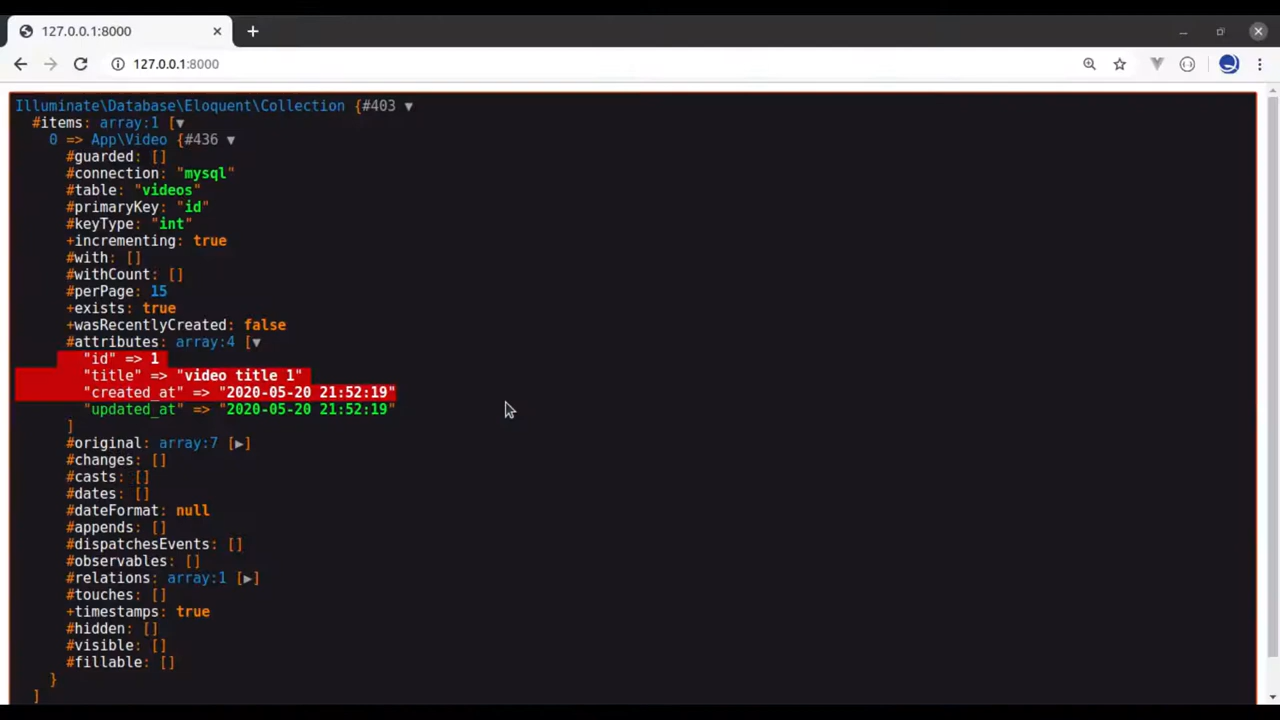 127.0.0.1:8000
127.0.0.1:8000
Illuminate\Database\Eloquent\Collection {#403 ▼
#items: array:1 [▼
0 => App\Video {#436 ▼
#guarded: []
#connection: "mysql"
#table: "videos"
#primaryKey: "id"
#keyType: "int"
+incrementing: true
#with: []
#withCount: []
#perPage: 15
+exists: true
+wasRecentlyCreated: false
#attributes: array:4 [▼
"id" => 1
"title" => "video title 1"
"created_at" => "2020-05-20 21:52:19"
"updated_at" => "2020-05-20 21:52:19"
]
#original: array:7 [▶]
#changes: []
#casts: []
#dates: []
#dateFormat: null
#appends: []
#dispatchesEvents: []
#observables: []
#relations: array:1 [▶]
#touches: []
+timestamps: true
#hidden: []
#visible: []
#fillable: []
}
]